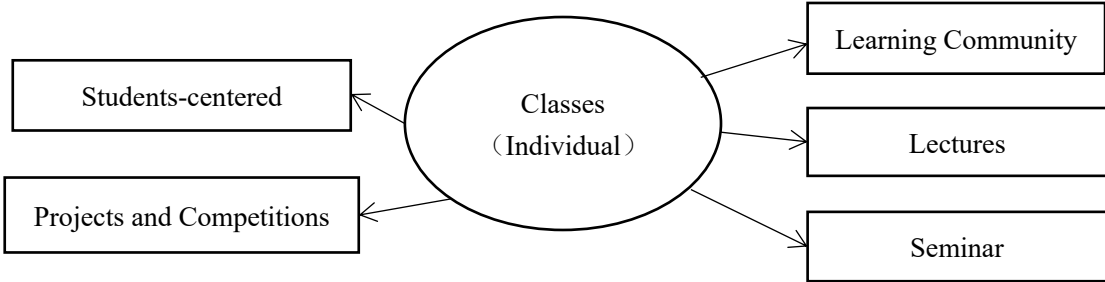 Learning Community
Students-centered
Classes
（Individual）
Lectures
Projects and Competitions
Seminar